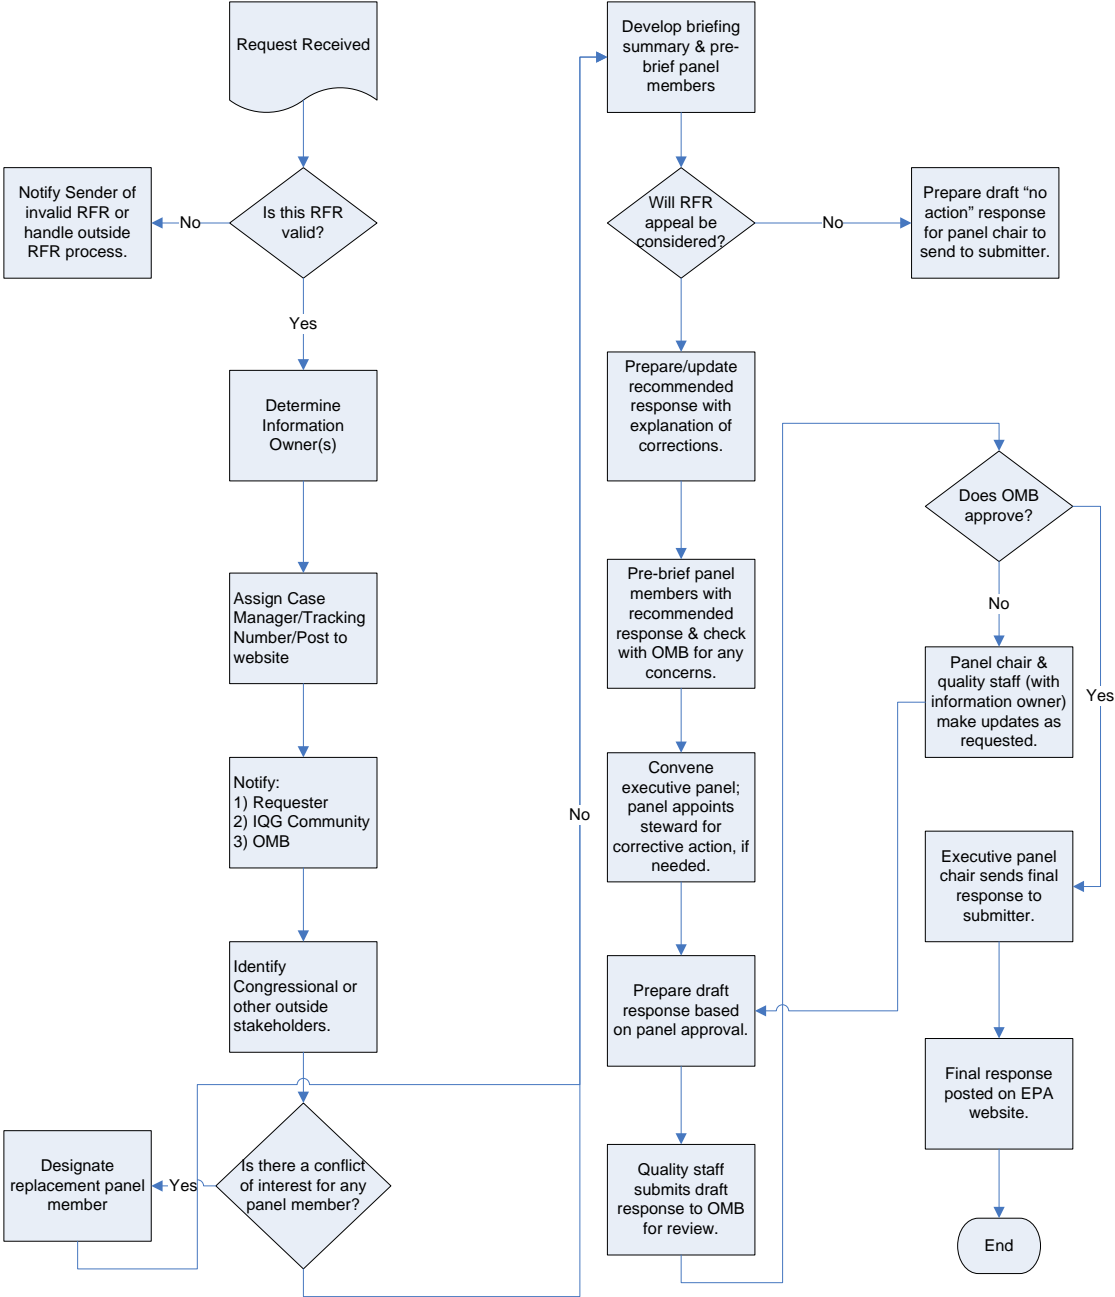 Request Received
Is this RFR
valid?
No
Notify Sender of
invalid RFR or
handle outside
RFR process.
Yes
Determine
Information
Owner(s)
Assign Case
Manager/Tracking
Number/Post to
website
Notify:
1) Requester
2) IQG Community
3) OMB
Identify
Congressional or
other outside
stakeholders.
Is there a conflict
of interest for any
panel member?
Yes
Designate
replacement panel
member
No
Develop briefing
summary & pre-
brief panel
members
Will RFR
appeal be
considered?
No
Prepare draft “no
action” response
for panel chair to
send to submitter.
Prepare/update
recommended
response with
explanation of
corrections.
Pre-brief panel
members with
recommended
response & check
with OMB for any
concerns.
Convene
executive panel;
panel appoints
steward for
corrective action, if
needed.
Prepare draft
response based
on panel approval.
Quality staff
submits draft
response to OMB
for review.
Does OMB
approve?
No
Panel chair &
quality staff (with
information owner)
make updates as
requested.
Yes
Executive panel
chair sends final
response to
submitter.
Final response
posted on EPA
website.
End